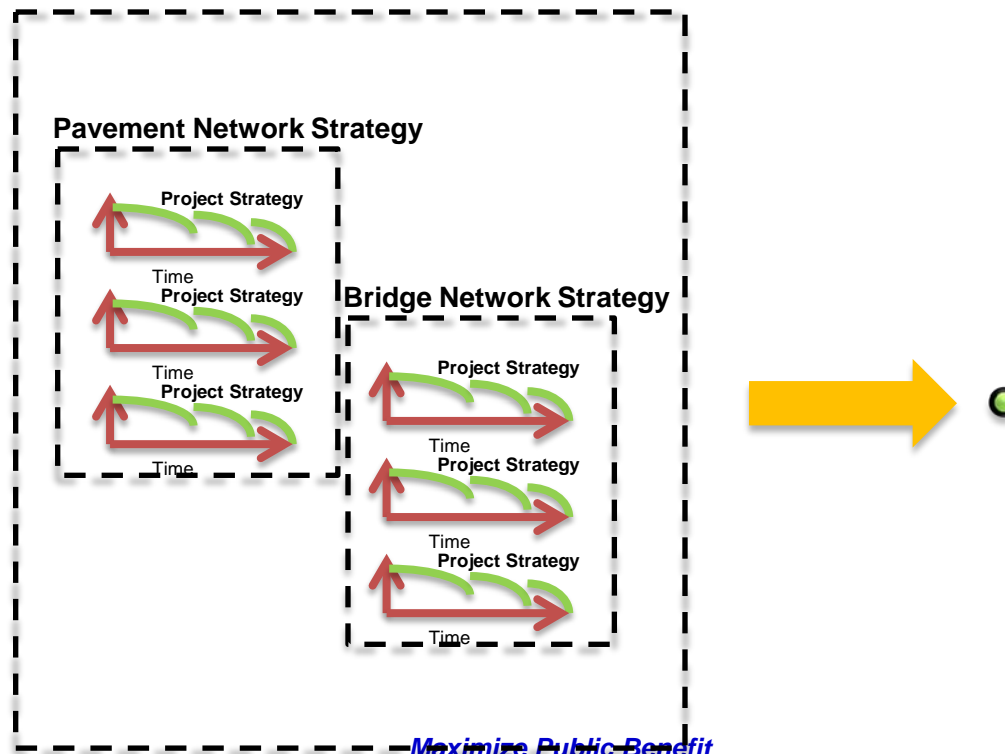 Pavement Network Strategy
Project Strategy
Time
Project Strategy
Time
Project Strategy
Time
Bridge Network Strategy
Project Strategy
Time
Project Strategy
Time
Project Strategy
Time
Maximize Public Benefit